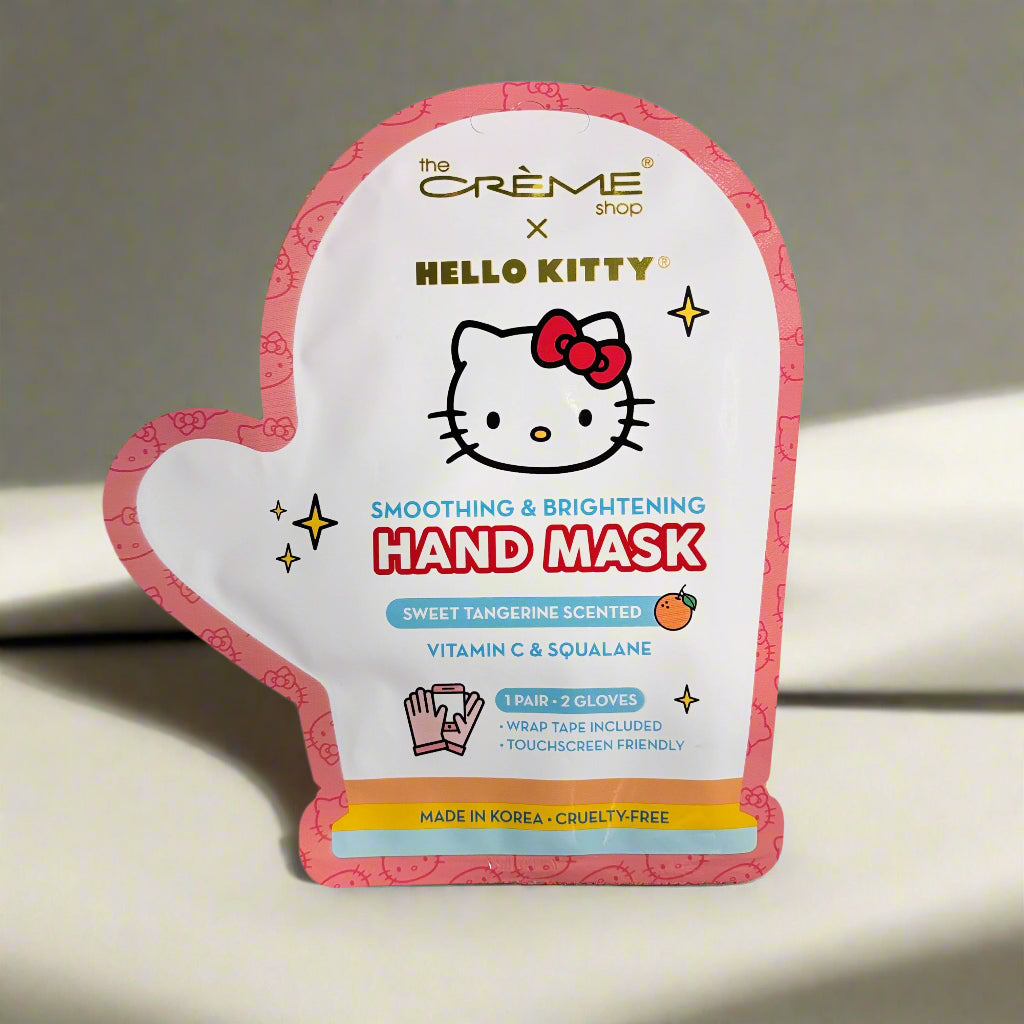 the
CRÈME®
shop
×
HELLO KITTY®
SMOOTHING & BRIGHTENING
HAND MASK
SWEET TANGERINE SCENTED
VITAMIN C & SQUALANE
1 PAIR · 2 GLOVES
· WRAP TAPE INCLUDED
· TOUCHSCREEN FRIENDLY
MADE IN KOREA · CRUELTY-FREE